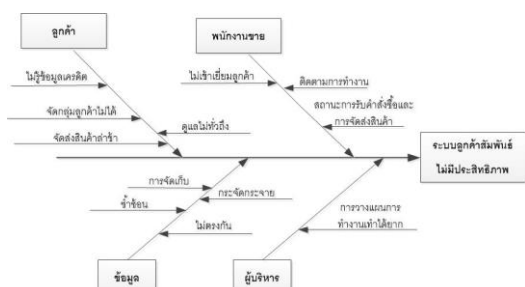 ลูกค้า
พนักงานขาย
ไม่รู้ข้อมูลเครดิต
ไม่เข้าเยี่ยมลูกค้า
ติดตามการทำงาน
จัดกลุ่มลูกค้าไม่ได้
สถานะการรับคำสั่งซื้อและ
การจัดส่งสินค้า
ดูแลไม่ทั่วถึง
จัดส่งสินค้าล่าช้า
ระบบลูกค้าสัมพันธ์
ไม่มีประสิทธิภาพ
การจัดเก็บ
กระจัดกระจาย
ซ้ำซ้อน
ไม่ตรงกัน
การวางแผนการ
ทำงานทำได้ยาก
ข้อมูล
ผู้บริหาร